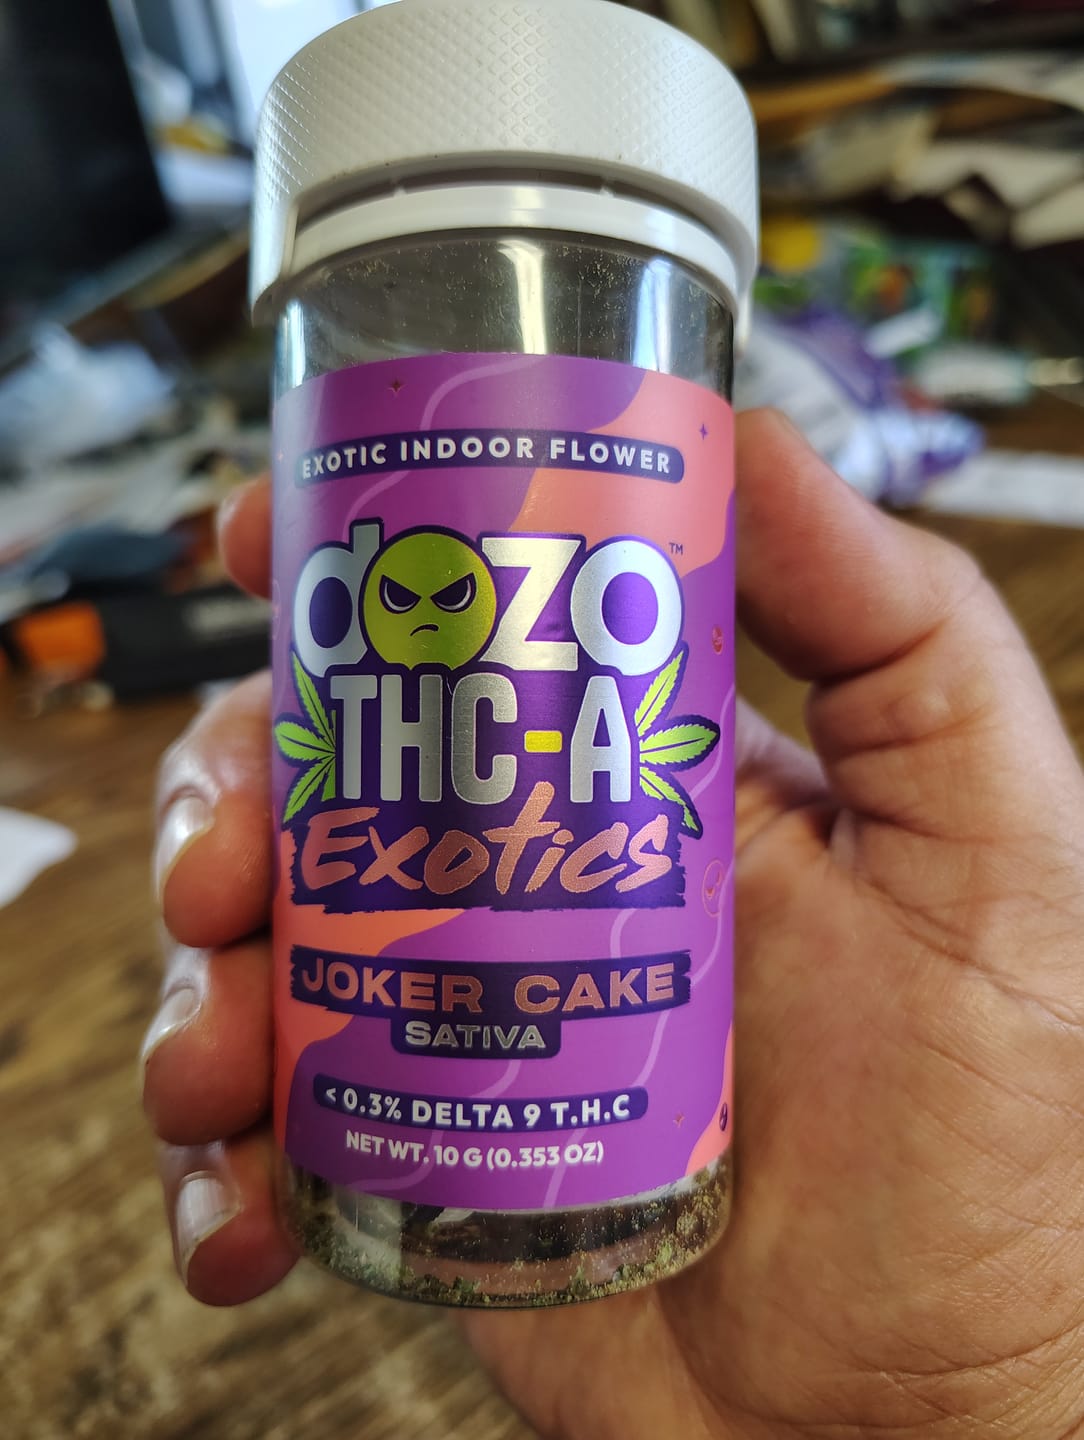 EXOTIC INDOOR FLOWER
dozo™
THC-A
Exotics
JOKER CAKE
SATIVA
< 0.3% DELTA 9 T.H.C
NET WT. 10 G (0.353 OZ)